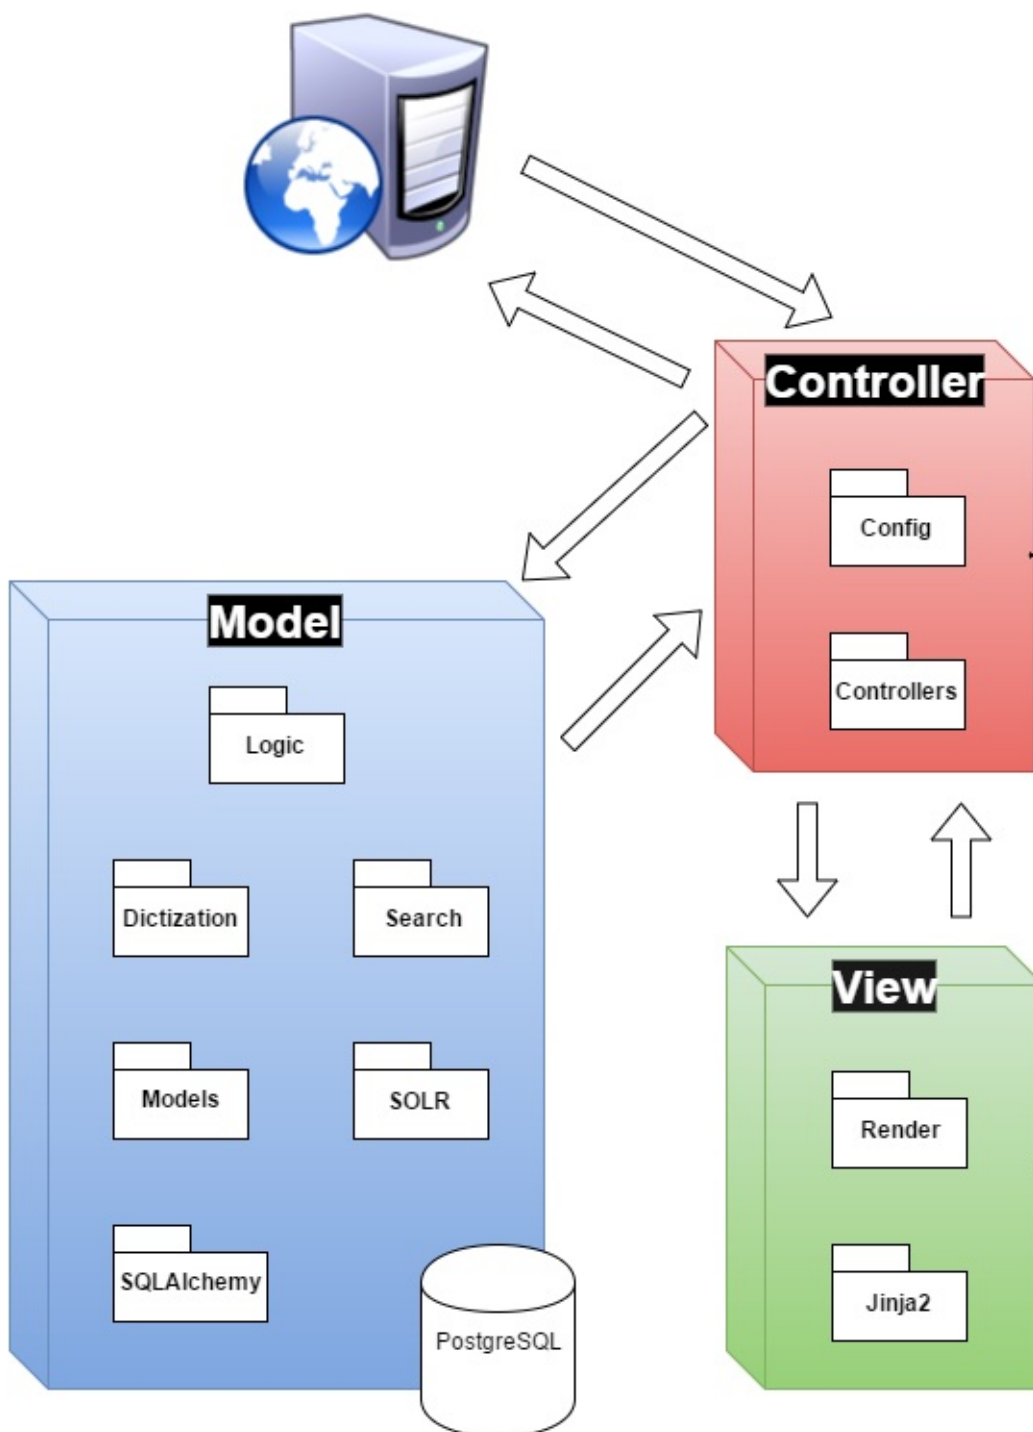 Controller
Config
Controllers
Model
Logic
Dictization
Search
Models
SOLR
SQLAlchemy
PostgreSQL
View
Render
Jinja2